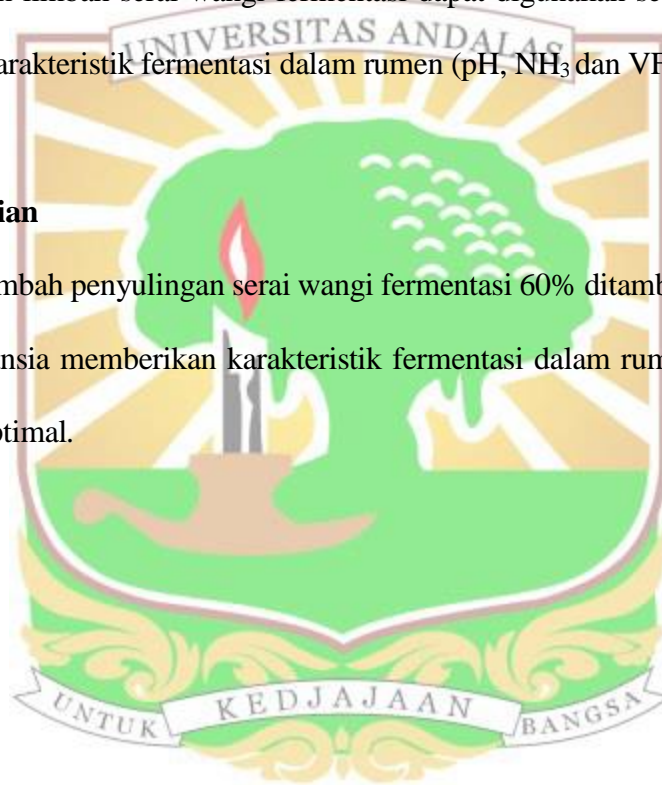 limbah serai wangi fermentasi dapat digunakan
UNIVERSITAS ANDALAS
arakteristik fermentasi dalam rumen (pH, NH₃ dan VF
ian
mbah penyulingan serai wangi fermentasi 60% ditamb
nsia memberikan karakteristik fermentasi dalam rum
ptimal.
UNTUK KEDJAJAAN BANGSA